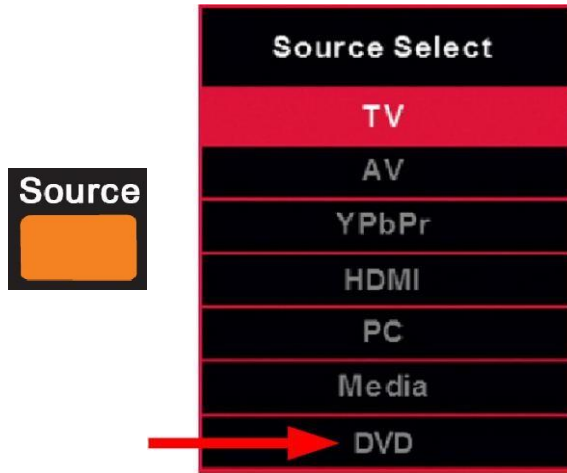 Source
Source Select
TV
AV
YPbPr
HDMI
PC
Media
DVD